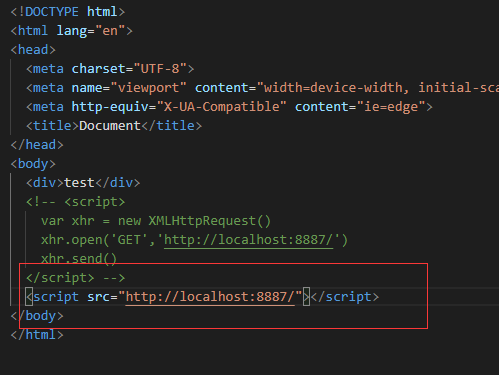 <!DOCTYPE html>
<html lang="en">
<head>
<meta charset="UTF-8">
<meta name="viewport" content="width=device-width, initial-sca
<meta http-equiv="X-UA-Compatible" content="ie=edge">
<title>Document</title>
</head>
<body>
<div>test</div>
<!-- <script>
var xhr = new XMLHttpRequest()
xhr.open('GET','http://localhost:8887/')
xhr.send()
</script> -->
<script src="http://localhost:8887/"></script>
</body>
</html>